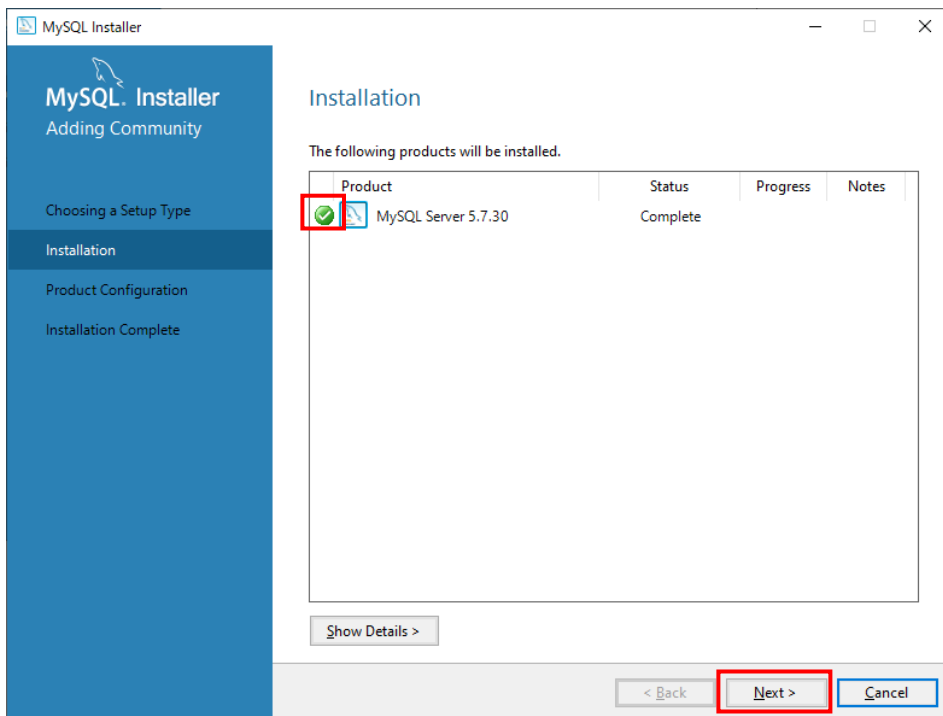 MySQL Installer
MySQL. Installer
Adding Community
Choosing a Setup Type
Installation
Product Configuration
Installation Complete
Installation
The following products will be installed.
Product Status Progress Notes
MySQL Server 5.7.30 Complete
Show Details >
< Back Next > Cancel